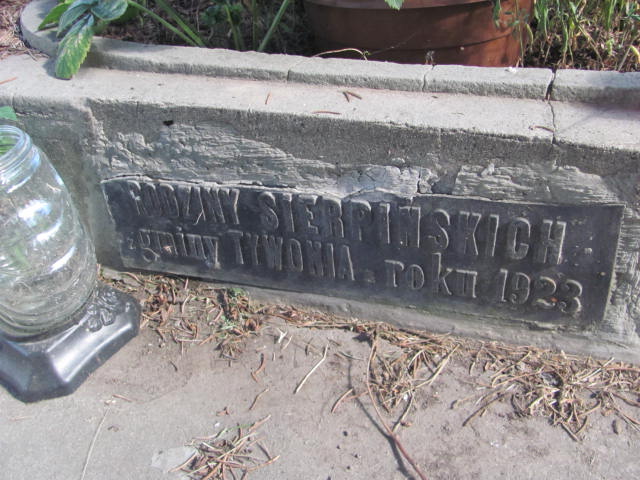 RODZINY SIERPIŃSKICH
z gminy TYWONIA - roku 1923